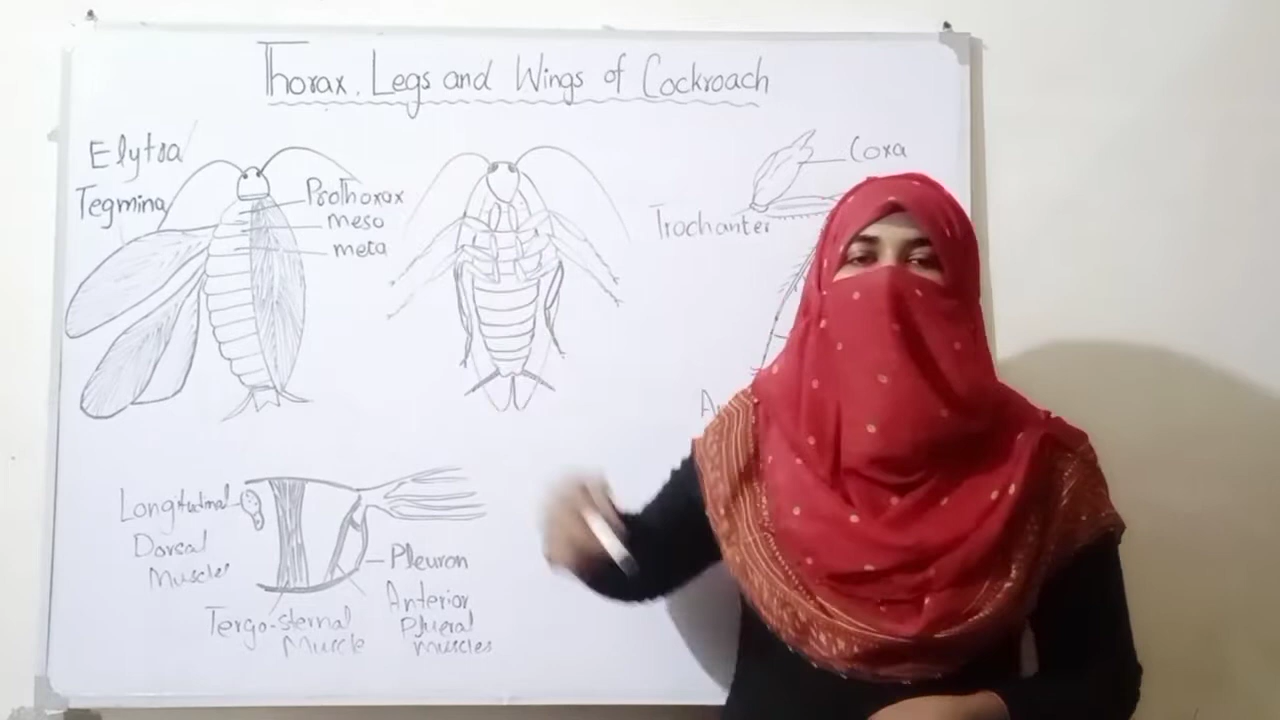 Thorax, Legs and Wings of Cockroach
Elytra
Tegmina
Prothorax
meso
meta
Coxa
Trochanter
Longitudinal
Dorsal
Muscles
Tergo-sternal
Muscle
Pleuron
Anterior
Plueral
muscles